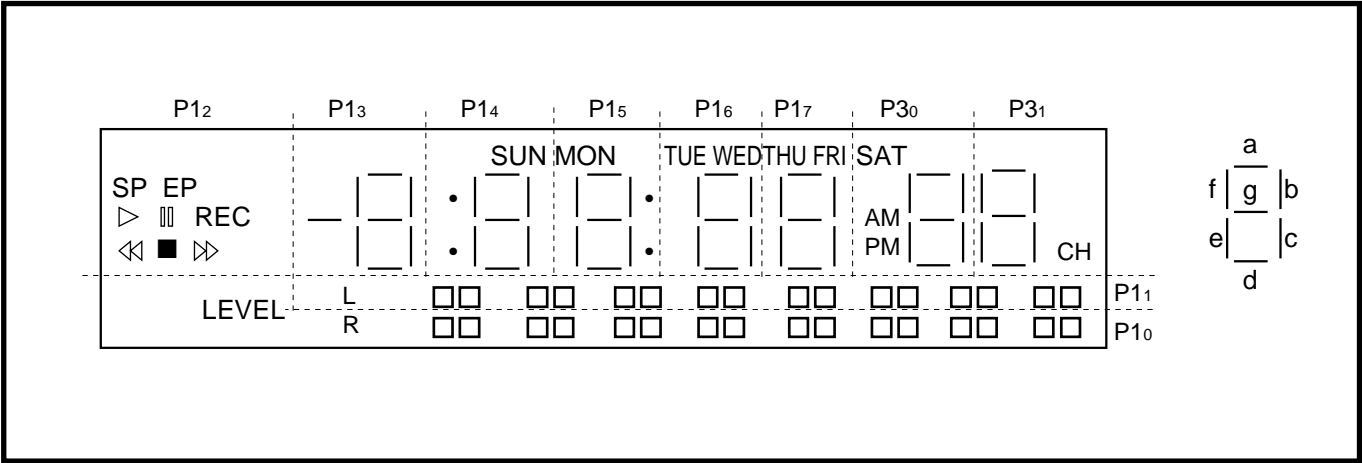 P12 P13 P14 P15 P16 P17 P30 P31
a
SUN MON TUE WED THU FRI SAT
SP EP
f g b
REC
AM
e c
PM
CH
d
L
P11
LEVEL
R
P10